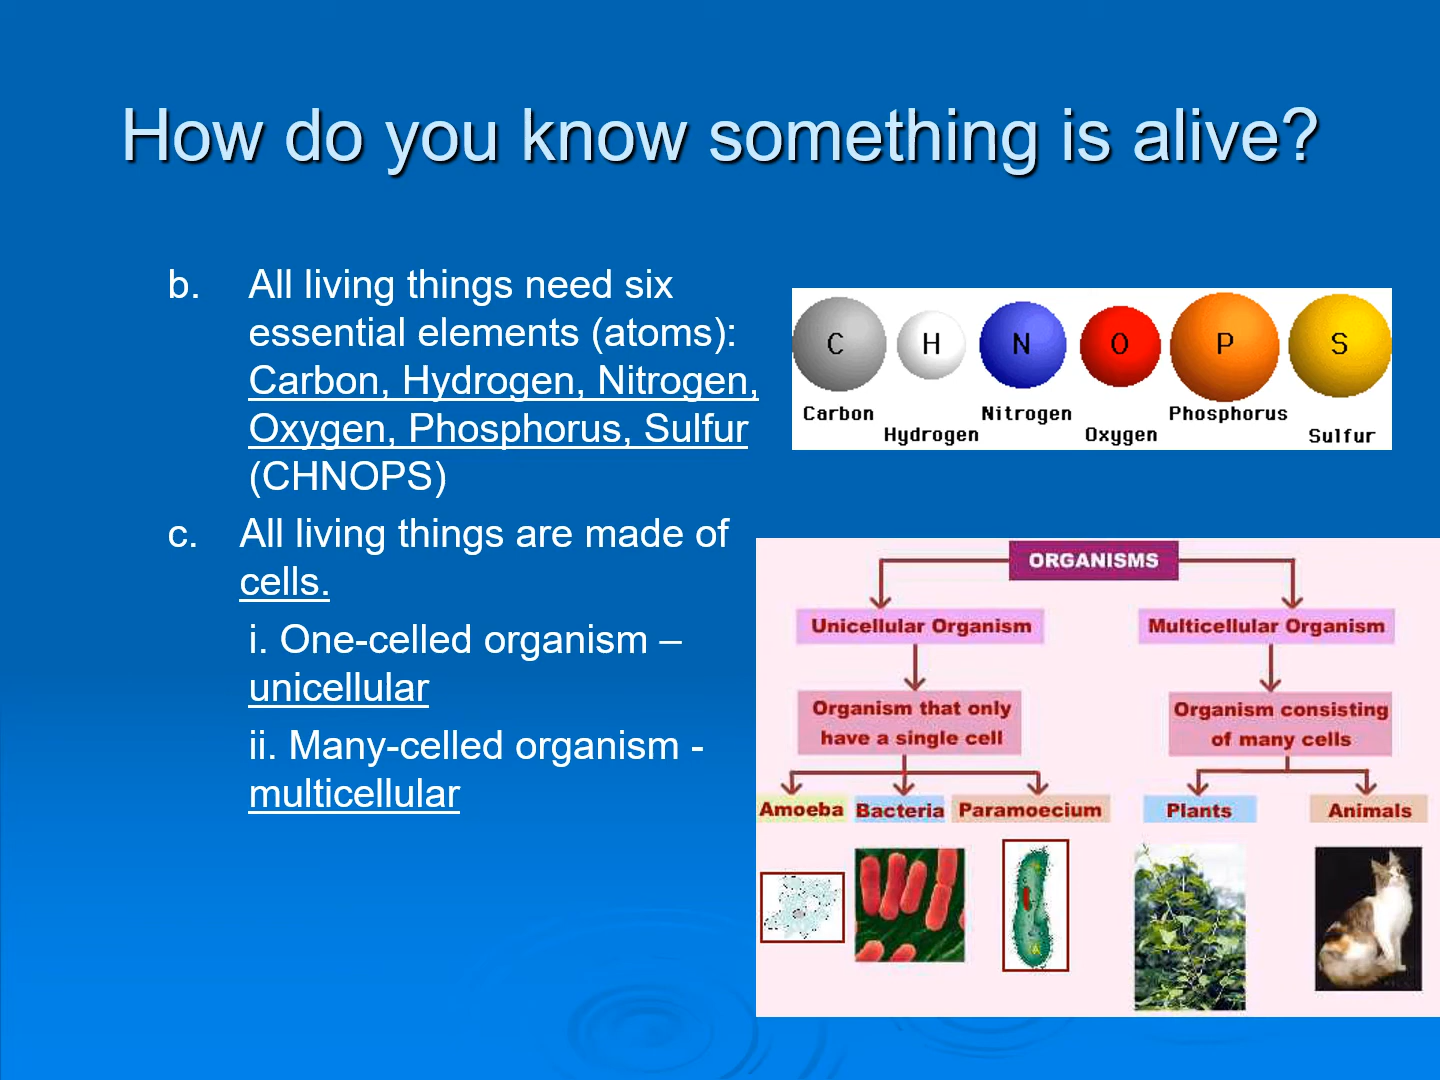 How do you know something is alive?
b. All living things need six
essential elements (atoms):
Carbon, Hydrogen, Nitrogen,
Oxygen, Phosphorus, Sulfur
(CHNOPS)
c. All living things are made of
cells.
i. One-celled organism –
unicellular
ii. Many-celled organism -
multicellular
C H N O P S
Carbon Nitrogen Phosphorus
Hydrogen Oxygen Sulfur
ORGANISMS
Unicellular Organism Multicellular Organism
Organism that only
have a single cell
Organism consisting
of many cells
Amoeba Bacteria Paramoecium Plants Animals